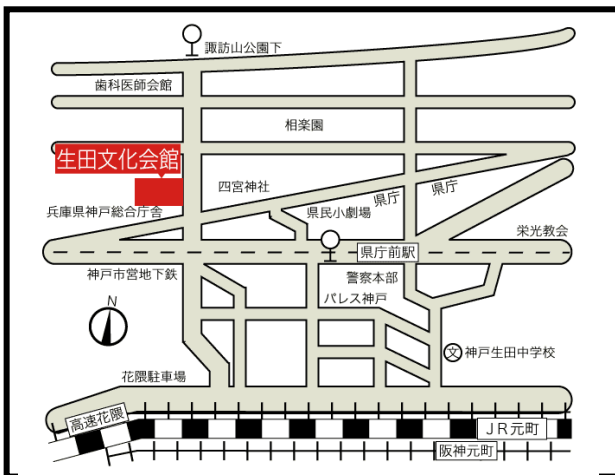 諏訪山公園下
歯科医師会館
相楽園
生田文化会館
四宮神社
県庁
県庁
兵庫県神戸総合庁舎
県民小劇場
栄光教会
県庁前駅
神戸市営地下鉄
警察本部
パレス神戸
N
文
神戸生田中学校
花隈駐車場
高速花隈
JR元町
阪神元町